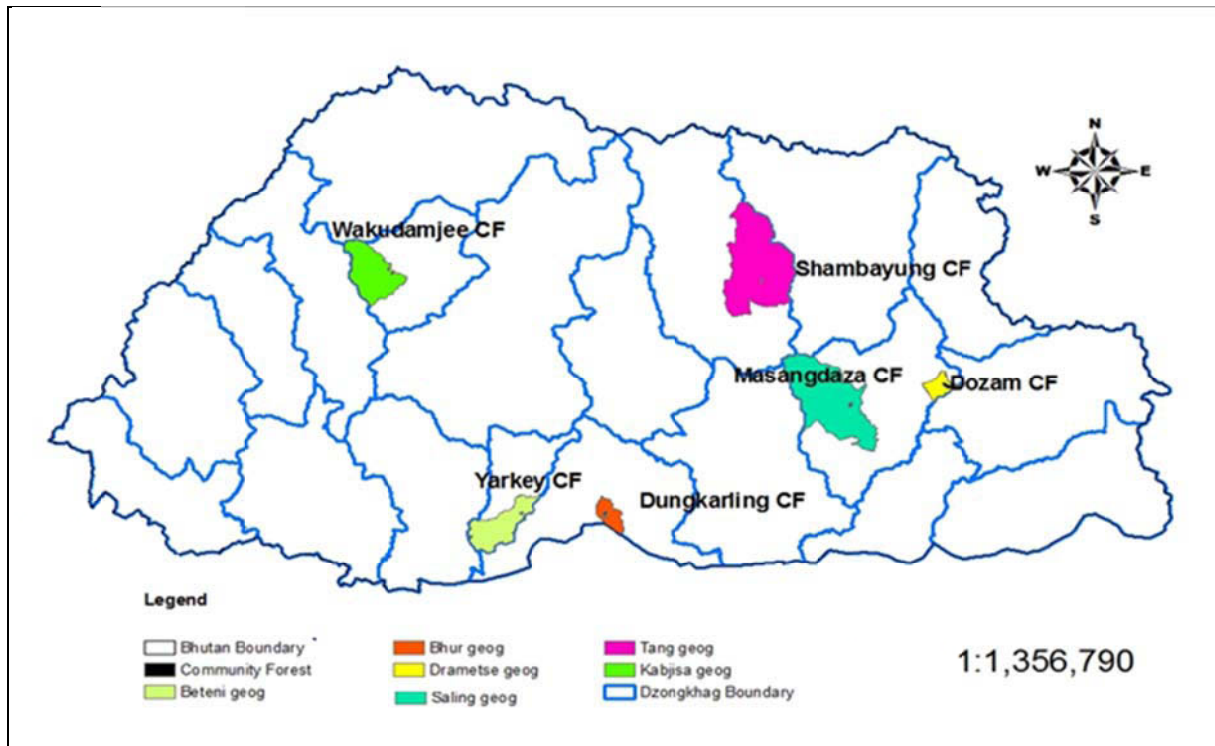 N
W E
S
Wakudamjee CF
Shambayung CF
Masangdaza CF
Dozam CF
Yarkey CF
Dungkarling CF
Legend
Bhutan Boundary
Community Forest
Beteni geog
Bhur geog
Drametse geog
Saling geog
Tang geog
Kabjisa geog
Dzongkhag Boundary
1:1,356,790